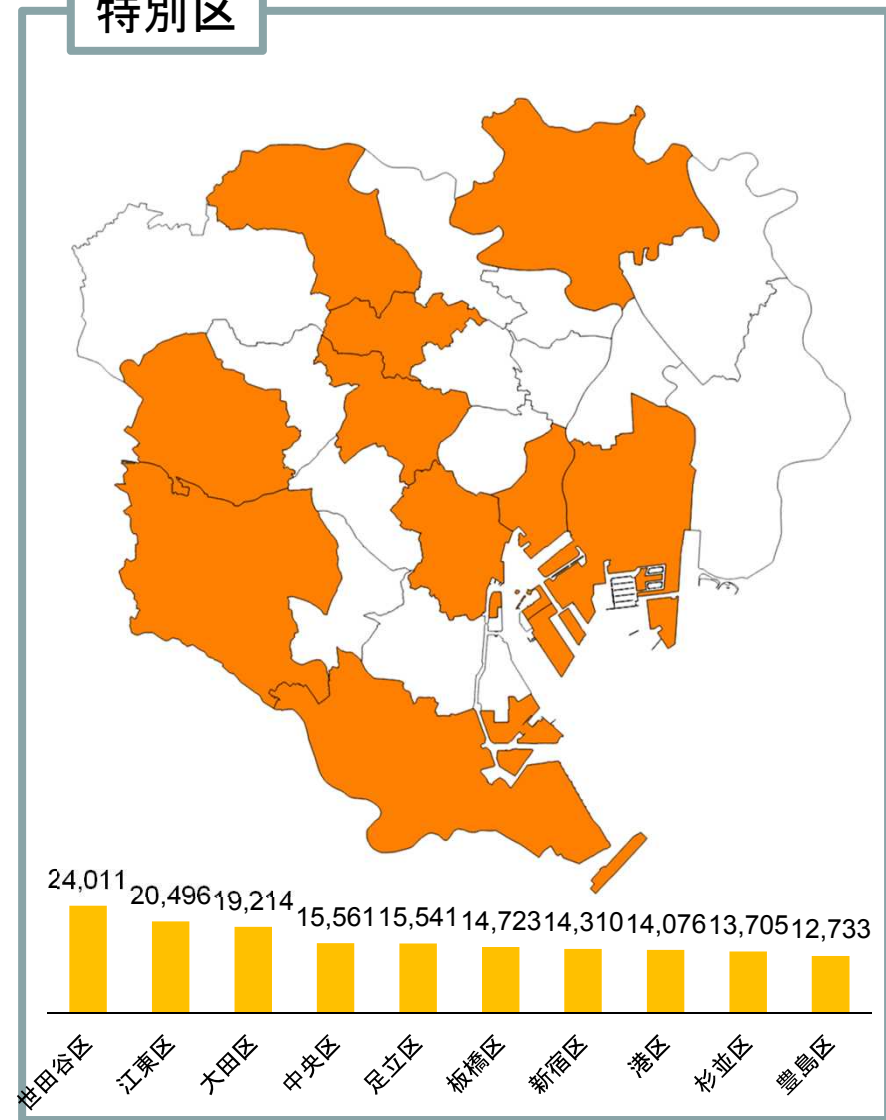 特別区
24,011
20,496
19,214
15,561
15,541
14,723
14,310
14,076
13,705
12,733
世田谷区
江東区
大田区
中央区
足立区
板橋区
新宿区
港区
杉並区
豊島区